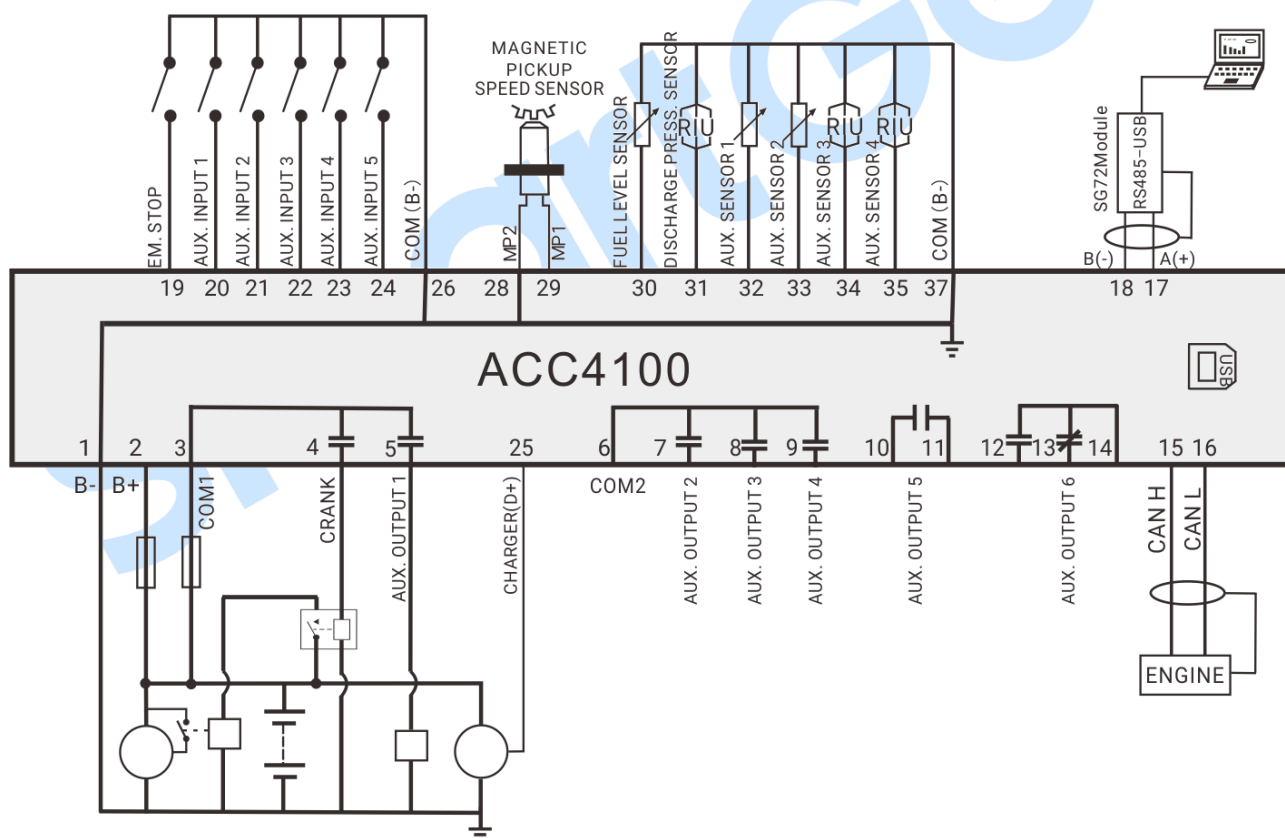 MAGNETIC
PICKUP
SPEED SENSOR
EM. STOP
AUX. INPUT 1
AUX. INPUT 2
AUX. INPUT 3
AUX. INPUT 4
AUX. INPUT 5
COM (B-)
MP2
MP1
FUEL LEVEL SENSOR
DISCHARGE PRESS. SENSOR
AUX. SENSOR 1
AUX. SENSOR 2
AUX. SENSOR 3
AUX. SENSOR 4
COM (B-)
RIU
RIU
RIU
SG72Module
RS485-USB
B(-)
A(+)
19 20 21 22 23 24 26 28 29 30 31 32 33 34 35 37 18 17
ACC4100
USB
1 2 3 4 5 25 6 7 8 9 10 11 12 13 14 15 16
B-
B+
COM1
CRANK
AUX. OUTPUT 1
CHARGER(D+)
COM2
AUX. OUTPUT 2
AUX. OUTPUT 3
AUX. OUTPUT 4
AUX. OUTPUT 5
AUX. OUTPUT 6
CAN H
CAN L
ENGINE